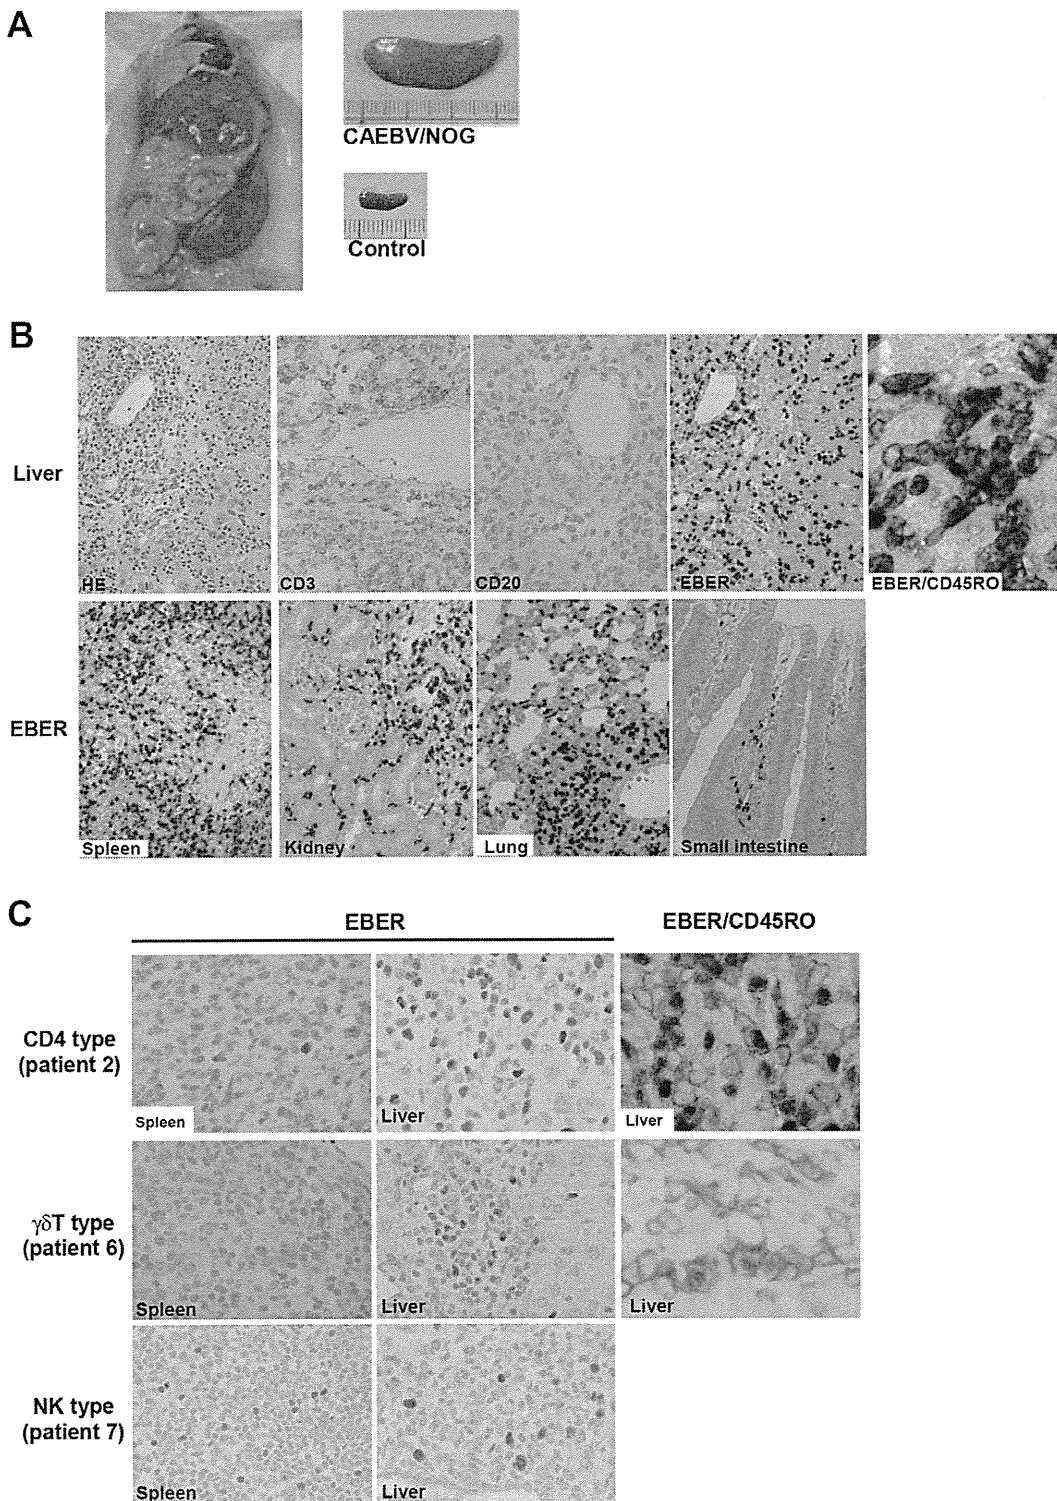 A
CAEBV/NOG
Control
B
Liver
HE
CD3
CD20
EBER
EBER/CD45RO
EBER
Spleen
Kidney
Lung
Small intestine
C
EBER
EBER/CD45RO
CD4 type
(patient 2)
Spleen
Liver
Liver
γδT type
(patient 6)
Spleen
Liver
Liver
NK type
(patient 7)
Spleen
Liver